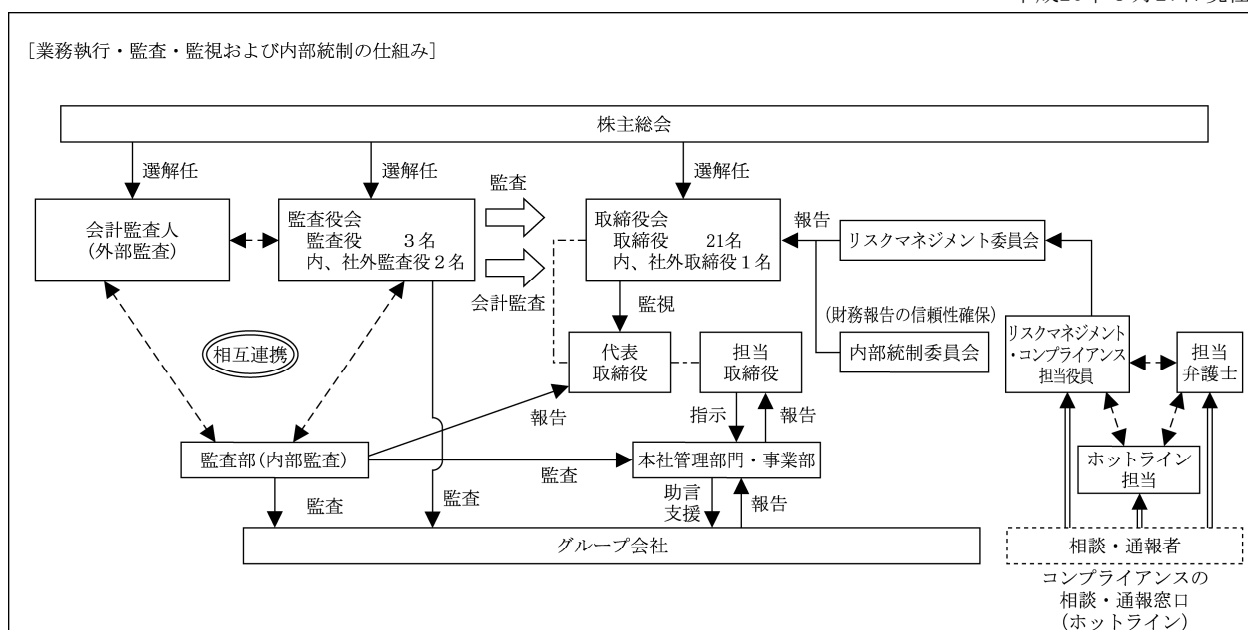 [業務執行・監査・監視および内部統制の仕組み]
株主総会
選解任
選解任
選解任
会計監査人
(外部監査)
監査役会
監査役　　3名
内、社外監査役2名
監査
会計監査
取締役会
取締役　　21名
内、社外取締役1名
報告
リスクマネジメント委員会
監視
(財務報告の信頼性確保)
内部統制委員会
リスクマネジメント
・コンプライアンス
担当役員
担当
弁護士
相互連携
代表
取締役
担当
取締役
報告
指示
報告
監査部(内部監査)
監査
本社管理部門・事業部
ホットライン
担当
監査
監査
助言
支援
報告
グループ会社
相談・通報者
コンプライアンスの
相談・通報窓口
(ホットライン)